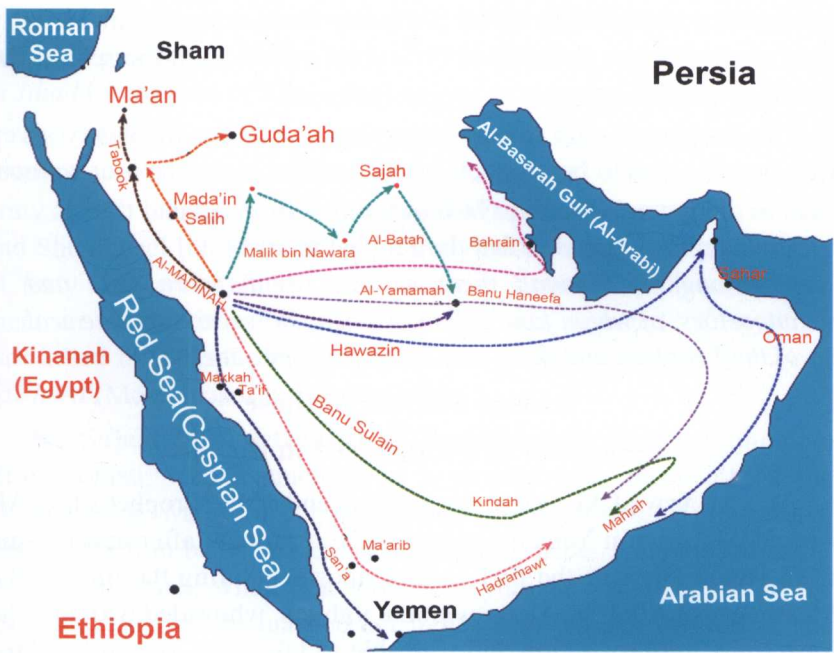 Roman
Sea
Sham
Persia
Ma'an
Guda'ah
Al-Basarah Gulf (Al-Arabi)
Tabook
Sajah
Mada'in
Salih
Malik bin Nawara
Al-Batah
Bahrain
Al-MADINAH
Al-Yamamah
Banu Haneefa
Oman
Hawazin
Kinanah
(Egypt)
Red Sea(Caspian Sea)
Makkah
Ta'if
Banu Sulain
Kindah
Mahrah
Ma'arib
San'a
Hadramawt
Yemen
Arabian Sea
Ethiopia